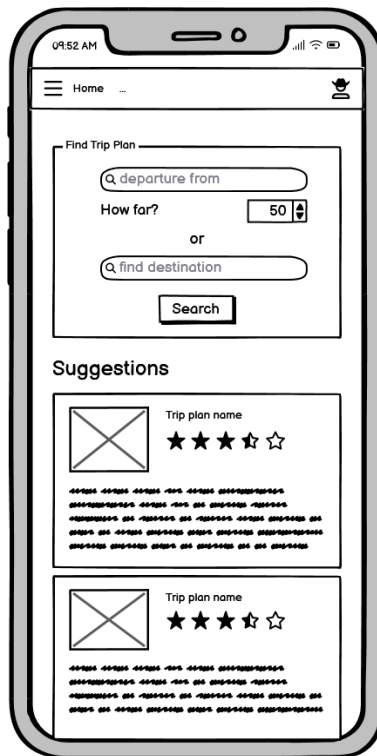 09:52 AM
Home ...
Find Trip Plan
departure from
How far? 50
or
find destination
Search
Suggestions
Trip plan name
Trip plan name